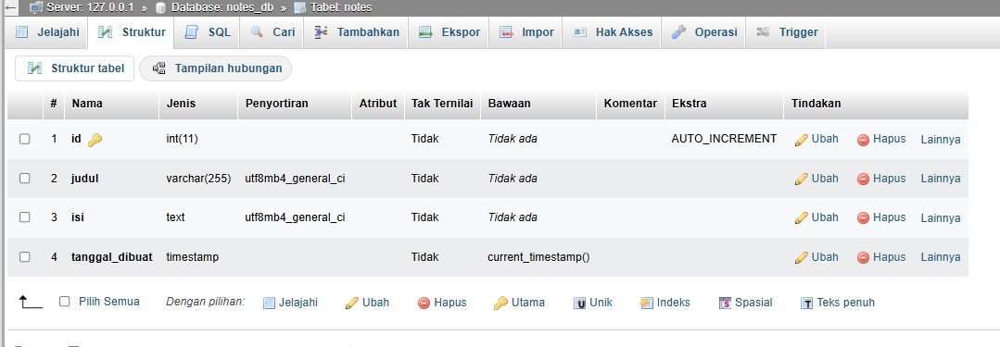 Server: 127.0.0.1 » Database: notes_db » Tabel: notes
Jelajahi Struktur SQL Cari Tambahkan Ekspor Impor Hak Akses Operasi Trigger
Struktur tabel Tampilan hubungan
# Nama Jenis Penyortiran Atribut Tak Ternilai Bawaan Komentar Ekstra Tindakan
1 id int(11) Tidak Tidak ada AUTO_INCREMENT Ubah Hapus Lainnya
2 judul varchar(255) utf8mb4_general_ci Tidak Tidak ada Ubah Hapus Lainnya
3 isi text utf8mb4_general_ci Tidak Tidak ada Ubah Hapus Lainnya
4 tanggal_dibuat timestamp Tidak current_timestamp() Ubah Hapus Lainnya
Pilih Semua Dengan pilihan: Jelajahi Ubah Hapus Utama Unik Indeks Spasial Teks penuh